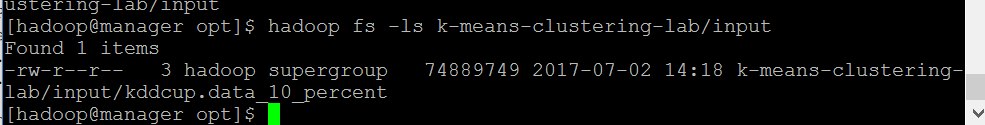 ustering-lab/input
[hadoop@manager opt]$ hadoop fs -ls k-means-clustering-lab/input
Found 1 items
-rw-r--r--   3 hadoop supergroup   74889749 2017-07-02 14:18 k-means-clustering-
lab/input/kddcup.data_10_percent
[hadoop@manager opt]$